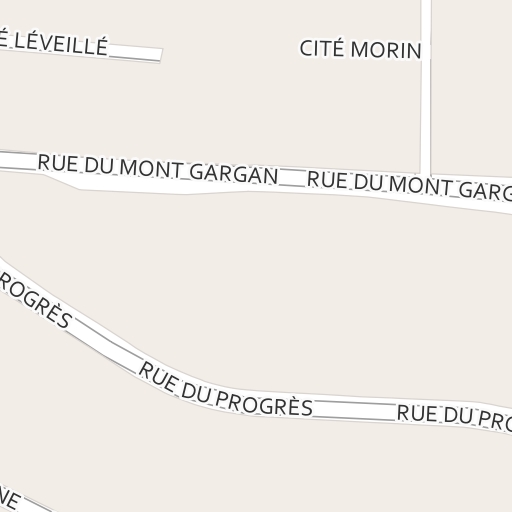 É LÉVEILLÉ
CITÉ MORIN
RUE DU MONT GARGAN
RUE DU MONT GARG
ROGRÈS
RUE DU PROGRÈS
RUE DU PRO
NE